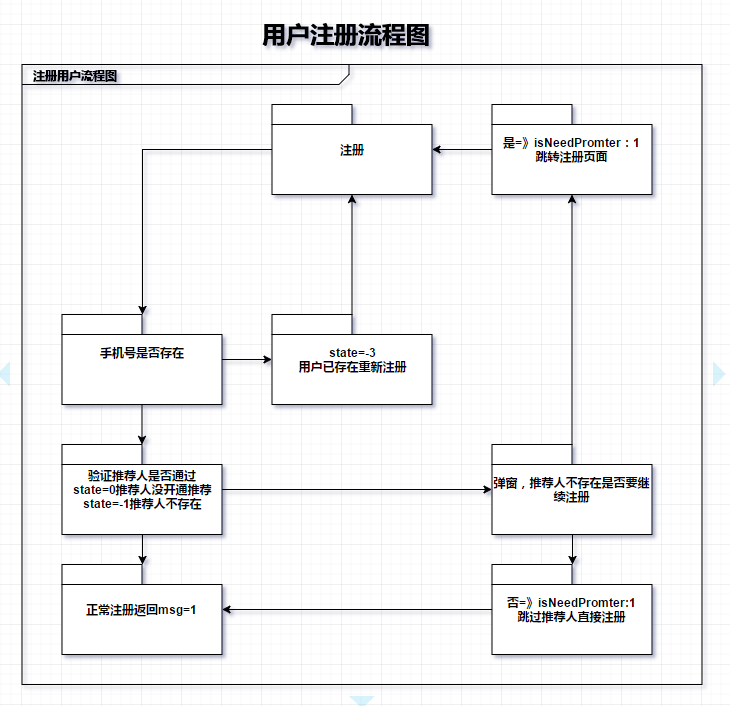 用户注册流程图
注册用户流程图
注册
是=》isNeedPromter：1
跳转注册页面
手机号是否存在
state=-3
用户已存在重新注册
验证推荐人是否通过
state=0推荐人没开通推荐
state=-1推荐人不存在
弹窗，推荐人不存在是否要继
续注册
正常注册返回msg=1
否=》isNeedPromter:1
跳过推荐人直接注册